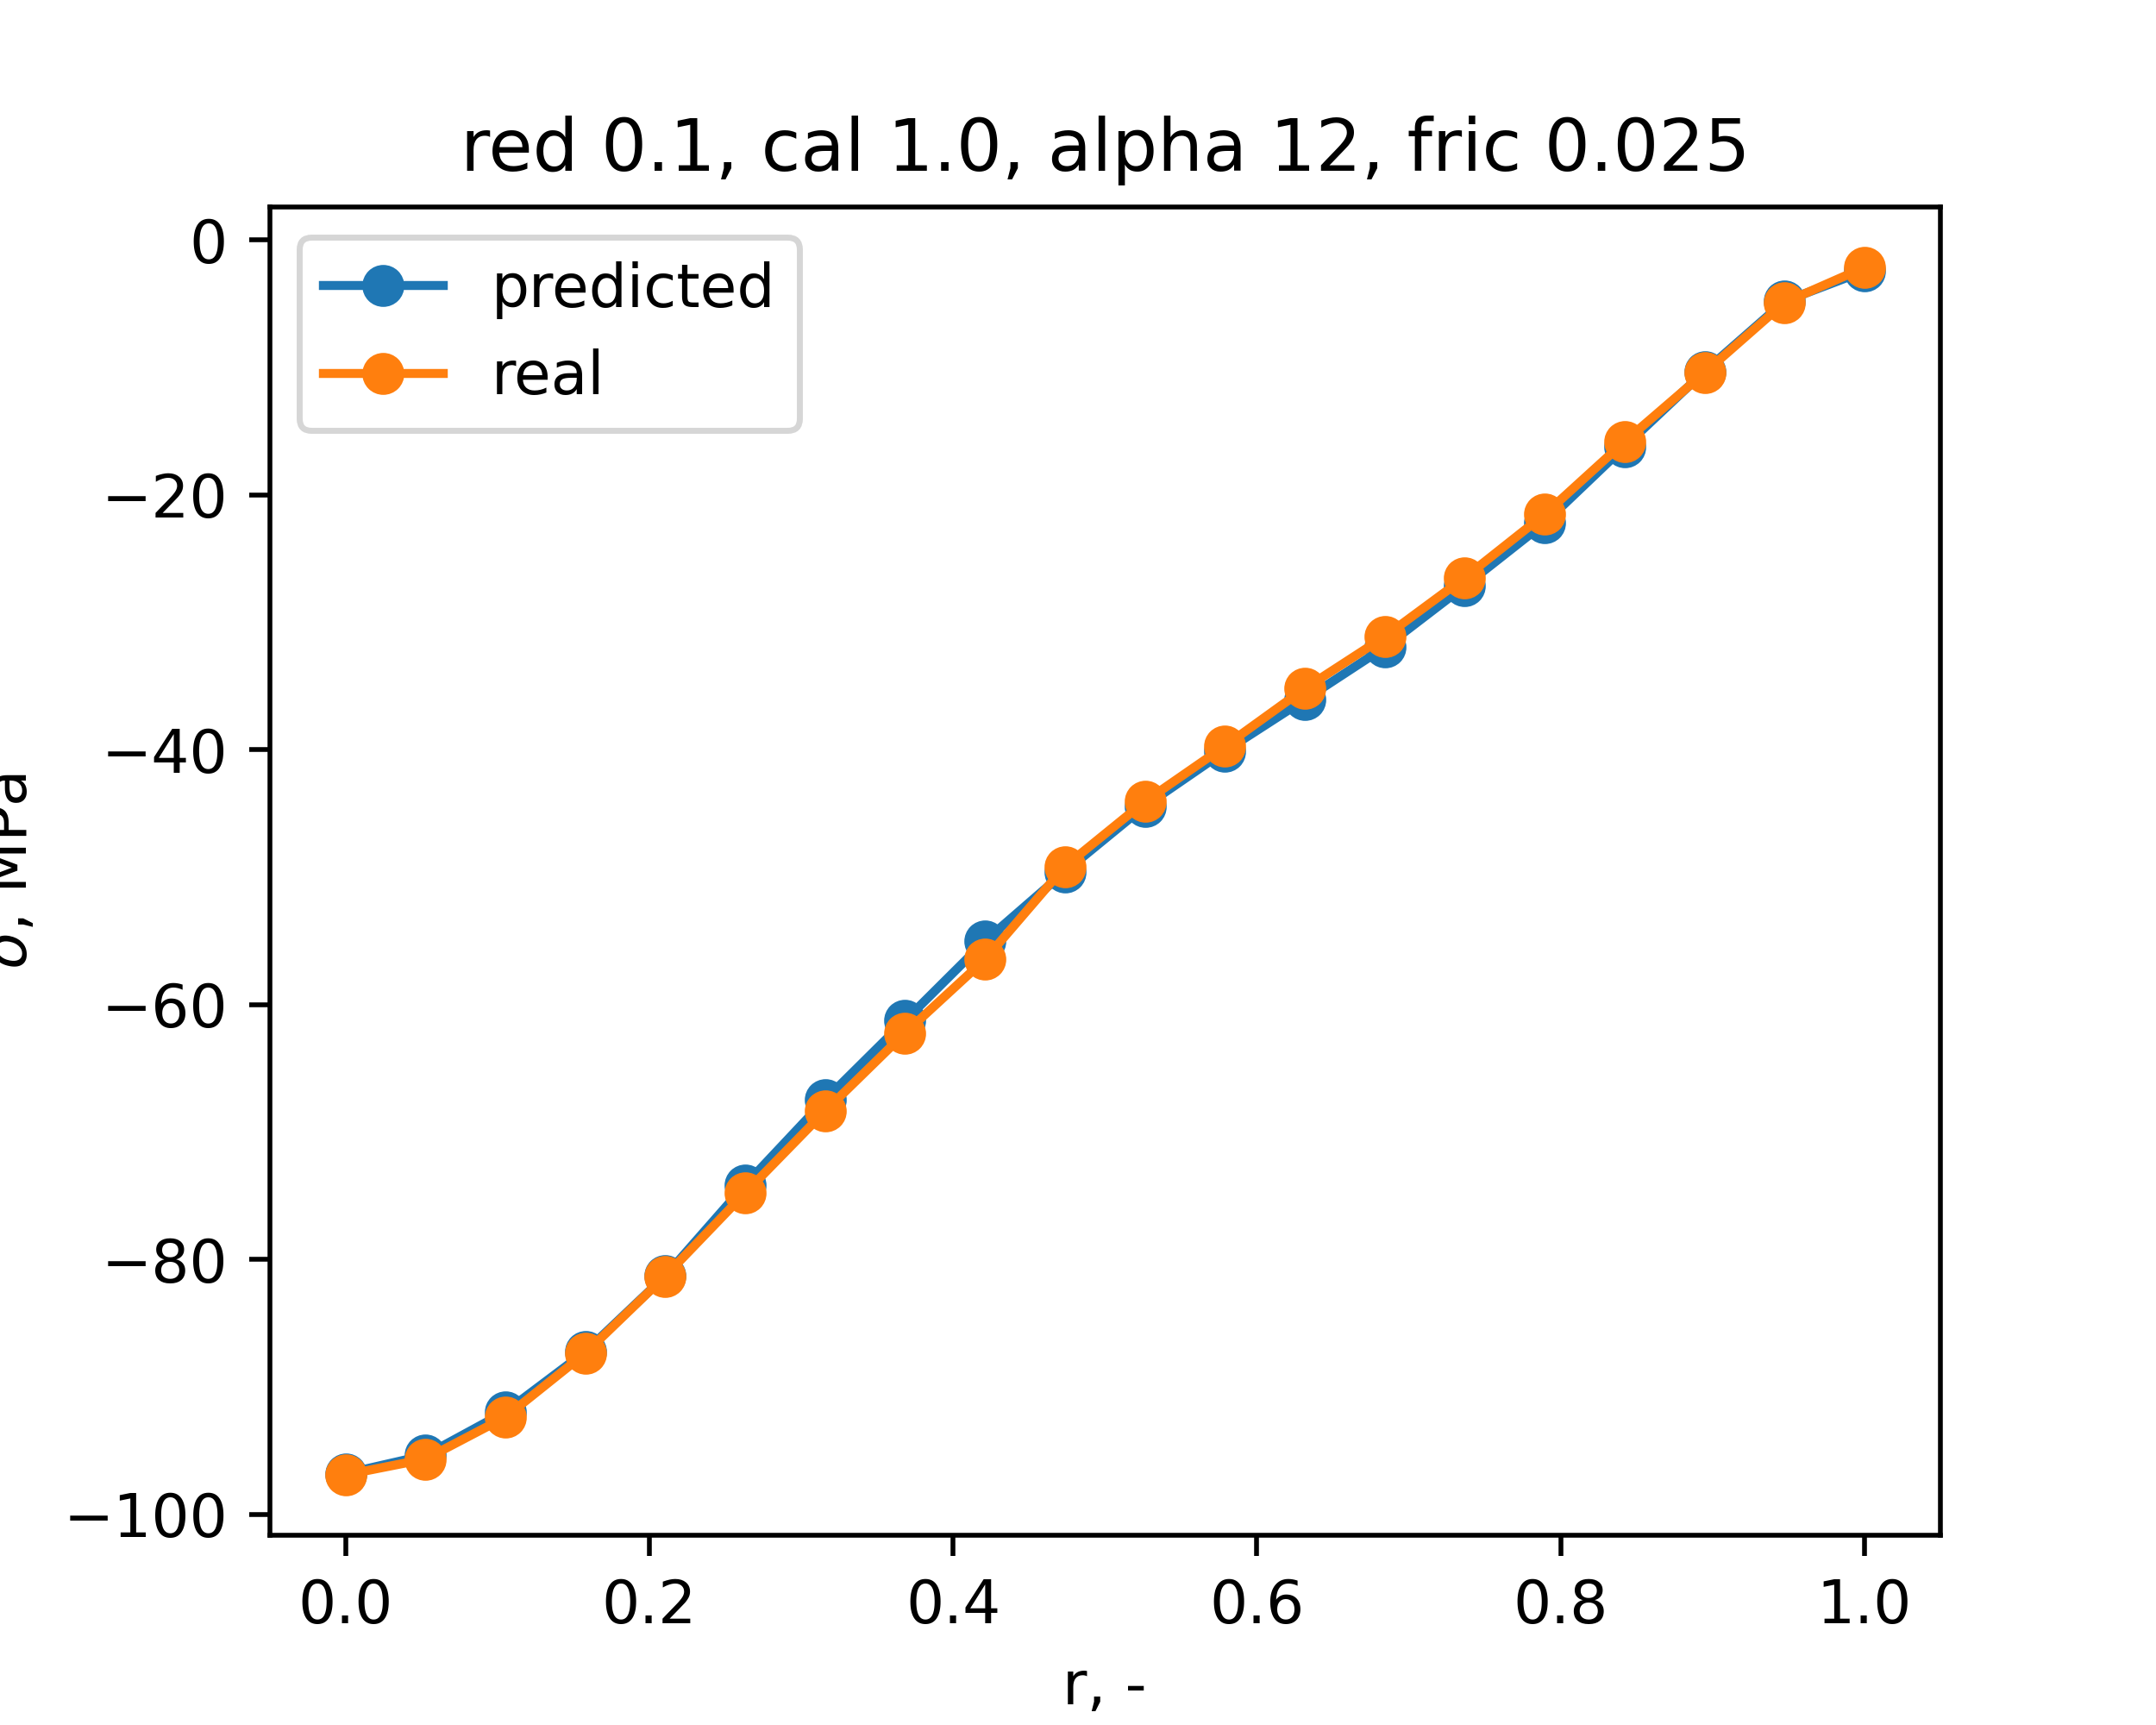 red 0.1, cal 1.0, alpha 12, fric 0.025
predicted
real
0
−20
−40
−60
−80
−100
σ, MPa
0.0 0.2 0.4 0.6 0.8 1.0
r, -